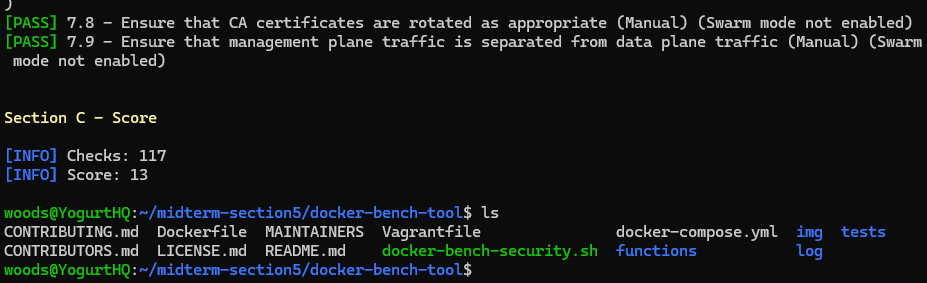 )
[PASS] 7.8 - Ensure that CA certificates are rotated as appropriate (Manual) (Swarm mode not enabled)
[PASS] 7.9 - Ensure that management plane traffic is separated from data plane traffic (Manual) (Swarm
 mode not enabled)
Section C - Score
[INFO] Checks: 117
[INFO] Score: 13
woods@YogurtHQ:~/midterm-section5/docker-bench-tool$ ls
CONTRIBUTING.md  Dockerfile  MAINTAINERS  Vagrantfile               docker-compose.yml  img  tests
CONTRIBUTORS.md  LICENSE.md  README.md    docker-bench-security.sh  functions           log
woods@YogurtHQ:~/midterm-section5/docker-bench-tool$